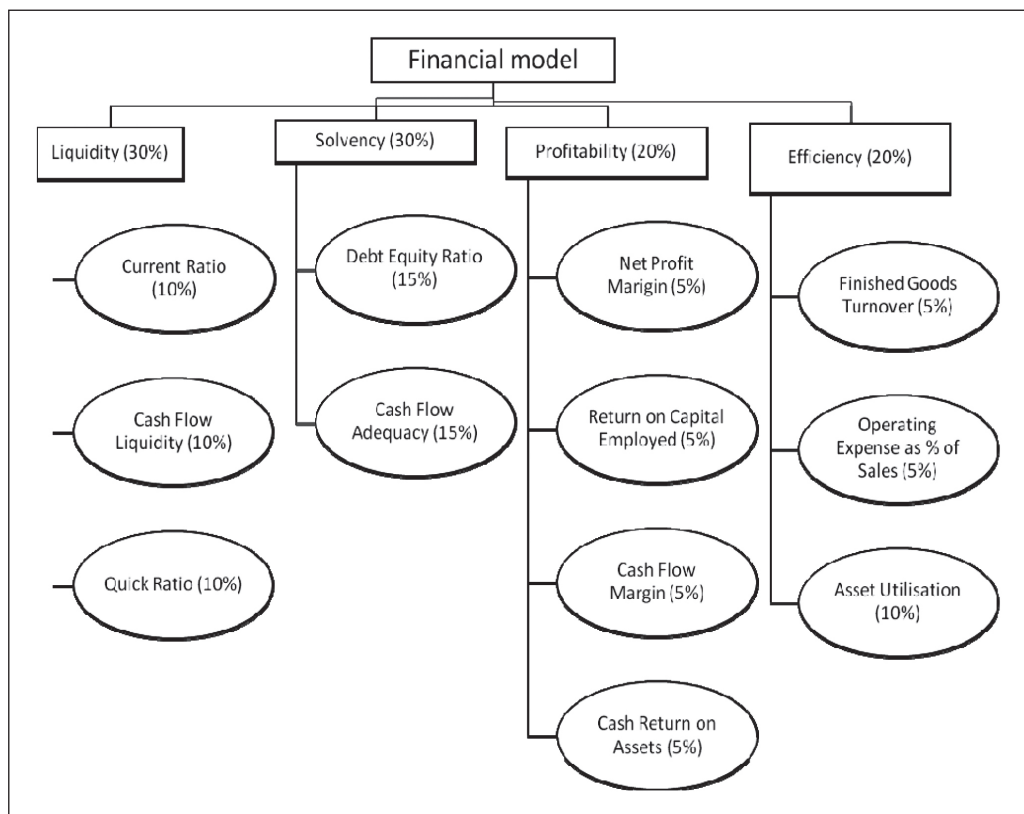 Financial model
Liquidity (30%)
Solvency (30%)
Profitability (20%)
Efficiency (20%)
Current Ratio
(10%)
Cash Flow
Liquidity (10%)
Quick Ratio (10%)
Debt Equity Ratio
(15%)
Cash Flow
Adequacy (15%)
Net Profit
Marigin (5%)
Return on Capital
Employed (5%)
Cash Flow
Margin (5%)
Cash Return on
Assets (5%)
Finished Goods
Turnover (5%)
Operating
Expense as % of
Sales (5%)
Asset Utilisation
(10%)